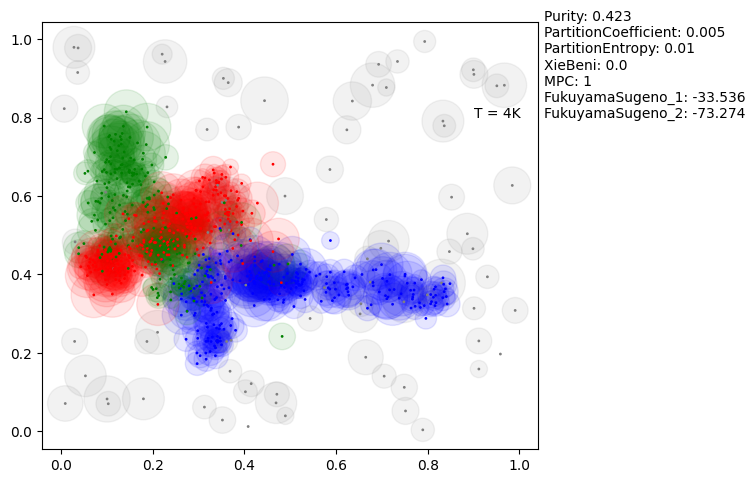 Purity: 0.423
PartitionCoefficient: 0.005
PartitionEntropy: 0.01
XieBeni: 0.0
MPC: 1
FukuyamaSugeno_1: -33.536
FukuyamaSugeno_2: -73.274
T = 4K
1.0
0.8
0.6
0.4
0.2
0.0
0.0 0.2 0.4 0.6 0.8 1.0